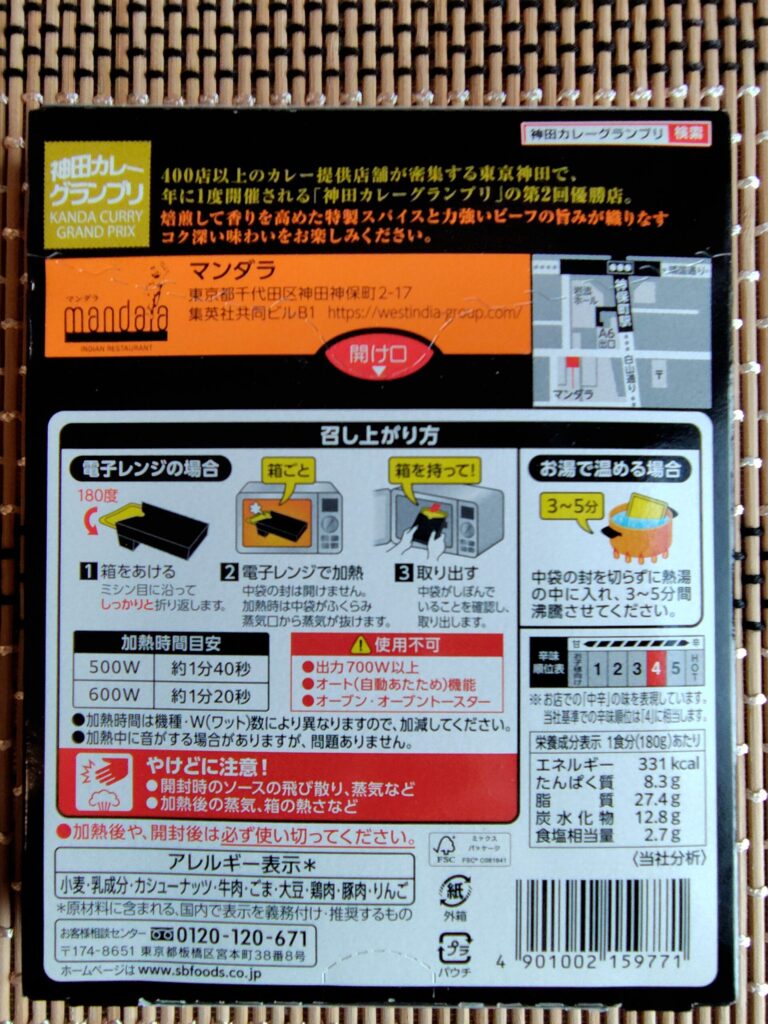 神田カレーグランプリ 検索
神田カレー
グランプリ
KANDA CURRY
GRAND PRIX
400店以上のカレー提供店舗が密集する東京神田で、
年に1度開催される「神田カレーグランプリ」の第2回優勝店。
焙煎して香りを高めた特製スパイスと力強いビーフの旨みが織りなす
コク深い味わいをお楽しみください。
マンダラ
mandala
INDIAN RESTAURANT
マンダラ
東京都千代田区神田神保町2-17
集英社共同ビルB1 https://westindia-group.com/
靖国通り
岩波
ホール
神保町駅
A6
出口
白山通り
〒
マンダラ
開け口
召し上がり方
電子レンジの場合
180度
箱ごと
箱を持って!
1 箱をあける
ミシン目に沿って
しっかりと折り返します。
2 電子レンジで加熱
中袋の封は開けません。
加熱時は中袋がふくらみ
蒸気口から蒸気が抜けます。
3 取り出す
中袋がしぼんで
いることを確認し、
取り出します。
お湯で温める場合
3~5分
中袋の封を切らずに熱湯
の中に入れ、3~5分間
沸騰させてください。
加熱時間目安
500W 約1分40秒
600W 約1分20秒
使用不可
●出力700W以上
●オート(自動あたため)機能
●オーブン・オーブントースター
●加熱時間は機種・W(ワット)数により異なりますので、加減してください。
●加熱中に音がする場合がありますが、問題ありません。
やけどに注意!
●開封時のソースの飛び散り、蒸気など
●加熱後の蒸気、箱の熱さなど
辛味
順位表
甘 辛
お子様向け 1 2 3 4 5 HOT
※お店での「中辛」の味を表現しています。
当社基準での辛味順位は「4」に相当します。
栄養成分表示 1食分(180g)あたり
エネルギー 331kcal
たんぱく質 8.3g
脂質 27.4g
炭水化物 12.8g
食塩相当量 2.7g
〈当社分析〉
●加熱後や、開封後は必ず使い切ってください。
アレルギー表示*
小麦・乳成分・カシューナッツ・牛肉・ごま・大豆・鶏肉・豚肉・りんご
*原材料に含まれる、国内で表示を義務付け・推奨するもの
お客様相談センター 0120-120-671
〒174-8651 東京都板橋区宮本町38番8号
ホームページは www.sbfoods.co.jp
FSC
ミックス
パッケージ
FSC® C081841
紙
外箱
プラ
パウチ
4 901002 159771